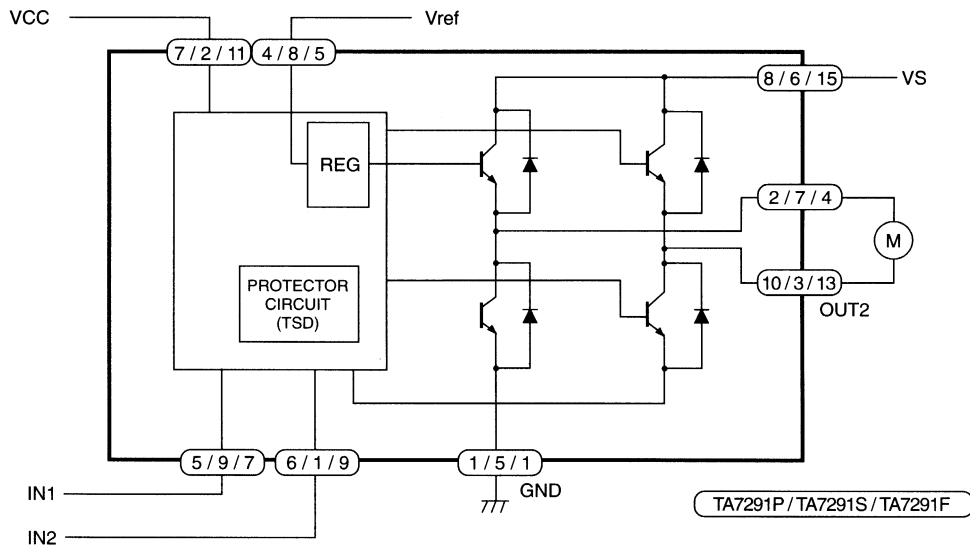 VCC
Vref
7 / 2 / 11
4 / 8 / 5
8 / 6 / 15
VS
REG
2 / 7 / 4
M
PROTECTOR
CIRCUIT
(TSD)
10 / 3 / 13
OUT2
5 / 9 / 7
6 / 1 / 9
1 / 5 / 1
GND
IN1
TA7291P / TA7291S / TA7291F
IN2